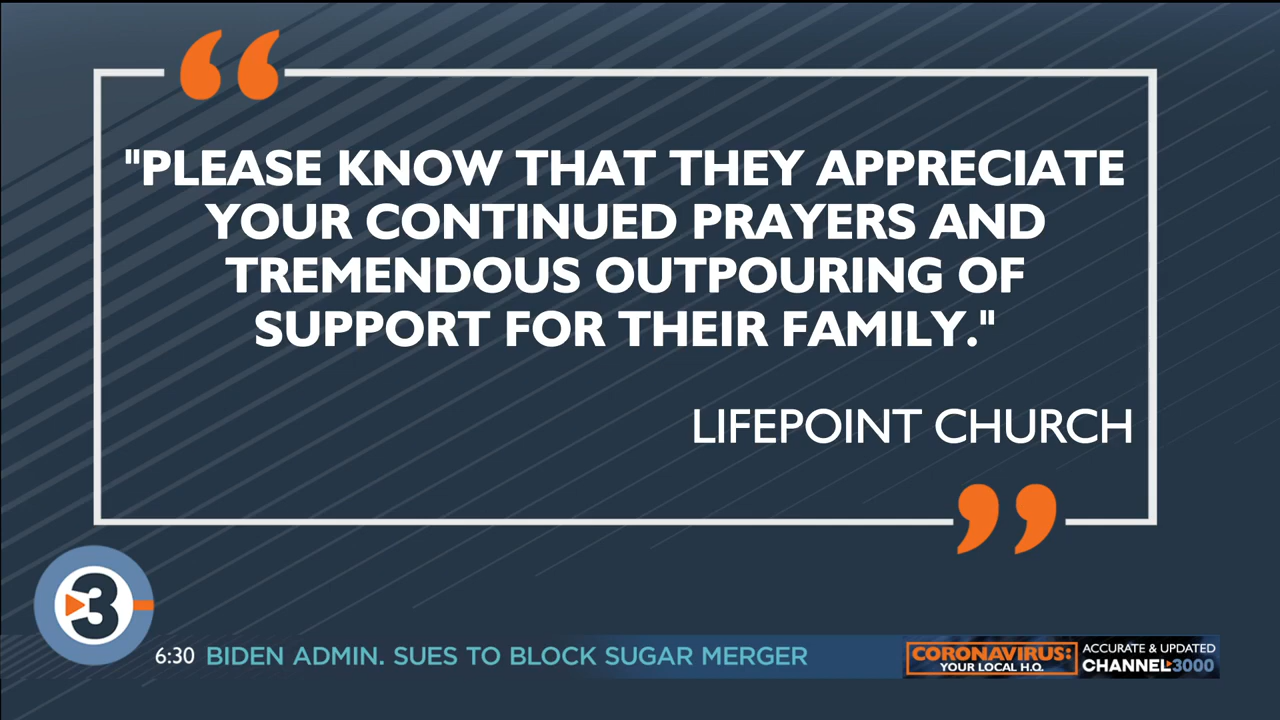 "PLEASE KNOW THAT THEY APPRECIATE
YOUR CONTINUED PRAYERS AND
TREMENDOUS OUTPOURING OF
SUPPORT FOR THEIR FAMILY."
LIFEPOINT CHURCH
3
6:30 BIDEN ADMIN. SUES TO BLOCK SUGAR MERGER
CORONAVIRUS:
YOUR LOCAL H.Q.
ACCURATE & UPDATED
CHANNEL3000